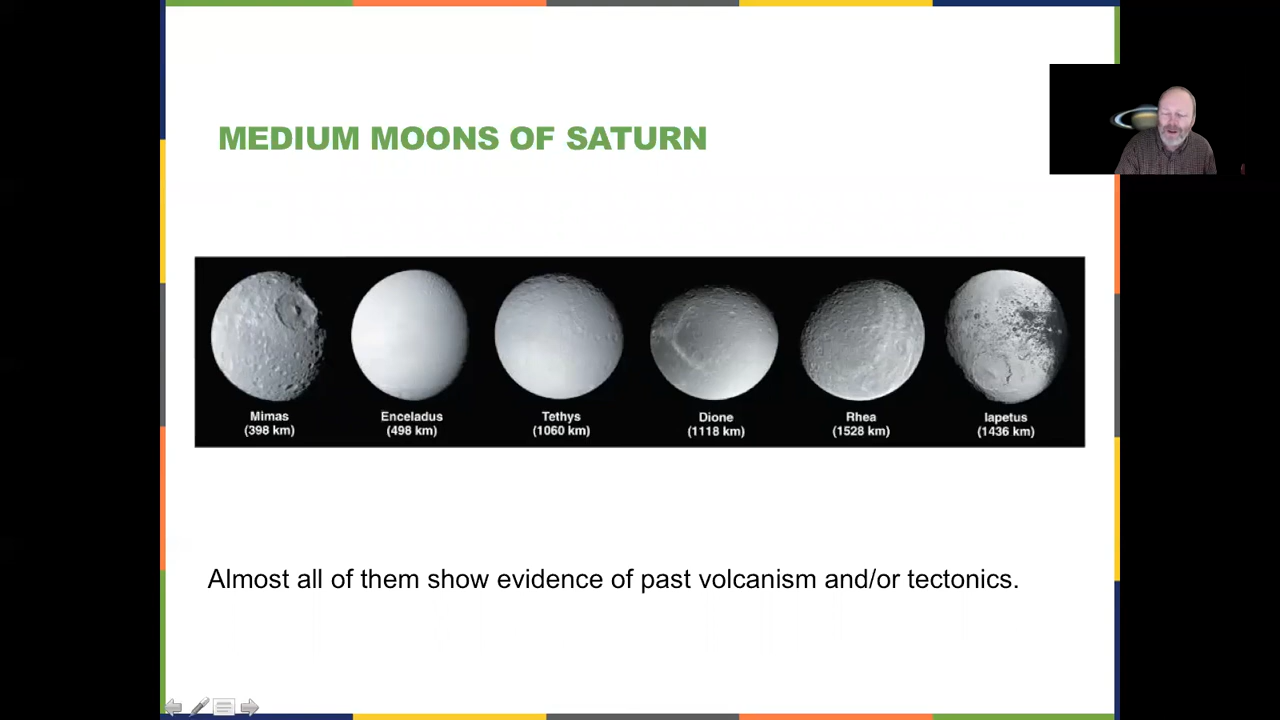 MEDIUM MOONS OF SATURN
Mimas
(398 km)
Enceladus
(498 km)
Tethys
(1060 km)
Dione
(1118 km)
Rhea
(1528 km)
Iapetus
(1436 km)
Almost all of them show evidence of past volcanism and/or tectonics.